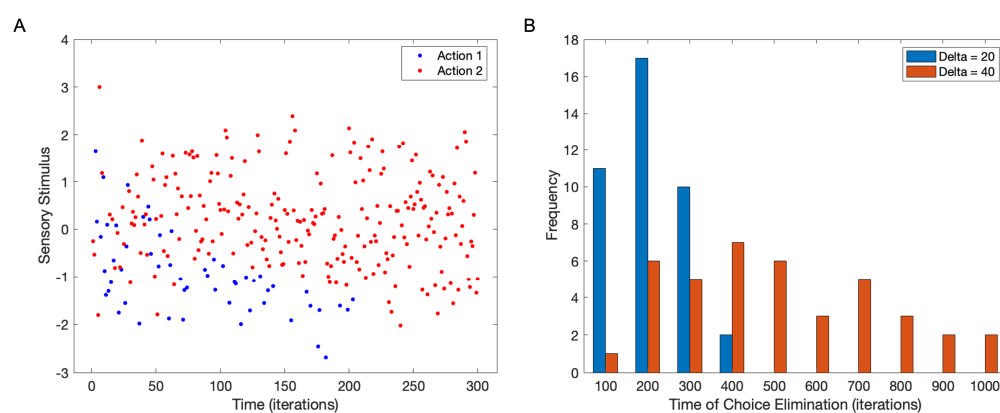 A
4
3
2
1
0
-1
-2
-3
Sensory Stimulus
0 50 100 150 200 250 300
Time (iterations)
Action 1
Action 2
B
18
16
14
12
10
8
6
4
2
0
Frequency
100 200 300 400 500 600 700 800 900 1000
Time of Choice Elimination (iterations)
Delta = 20
Delta = 40